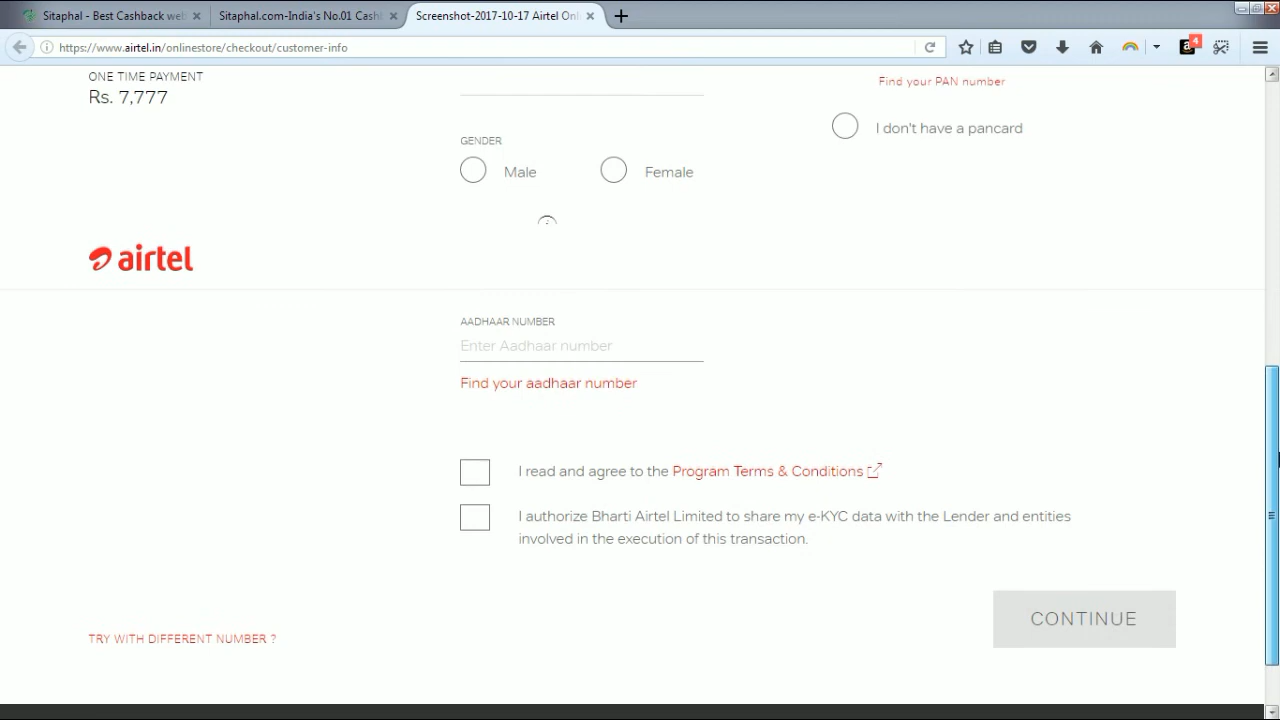 Sitaphal - Best Cashback web
Sitaphal.com-India's No.01 Cashb
Screenshot-2017-10-17 Airtel Onl
https://www.airtel.in/onlinestore/checkout/customer-info
4
ONE TIME PAYMENT
Rs. 7,777
Find your PAN number
I don't have a pancard
GENDER
Male
Female
airtel
AADHAAR NUMBER
Enter Aadhaar number
Find your aadhaar number
I read and agree to the Program Terms & Conditions
I authorize Bharti Airtel Limited to share my e-KYC data with the Lender and entities
involved in the execution of this transaction.
CONTINUE
TRY WITH DIFFERENT NUMBER ?